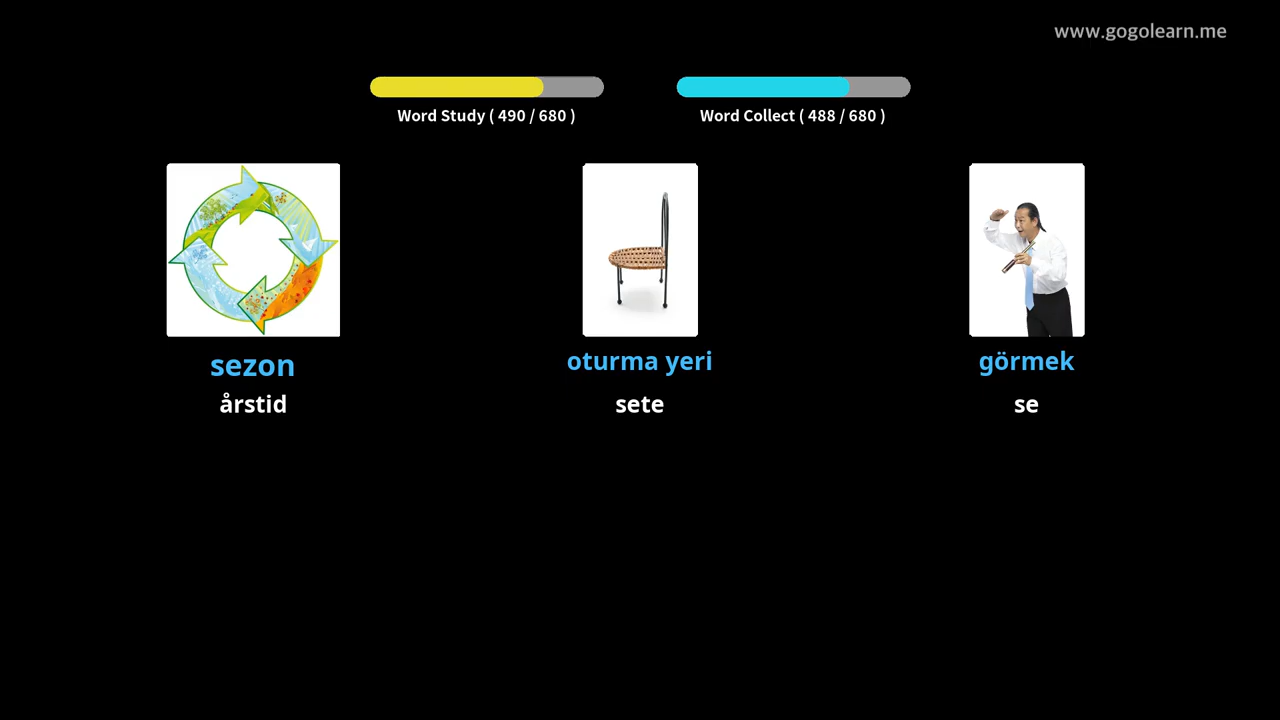 www.gogolearn.me
Word Study ( 490 / 680 )
Word Collect ( 488 / 680 )
sezon
årstid
oturma yeri
sete
görmek
se